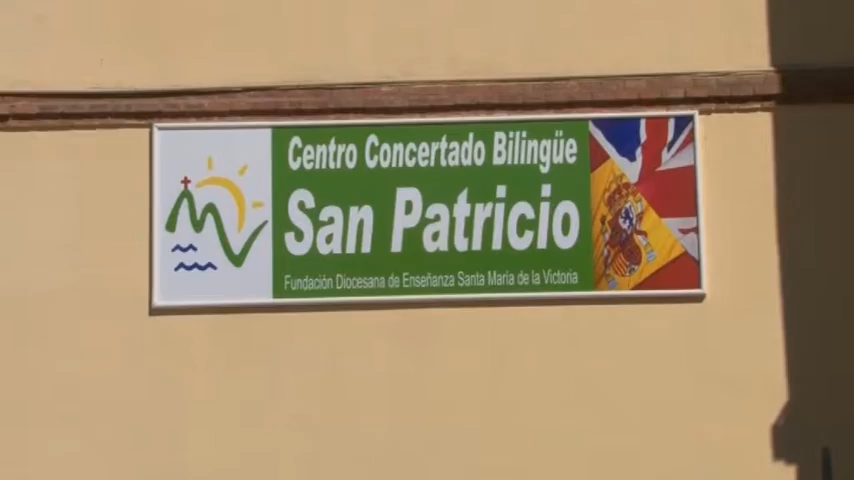 Centro Concertado Bilingüe
San Patricio
Fundación Diocesana de Enseñanza Santa María de la Victoria